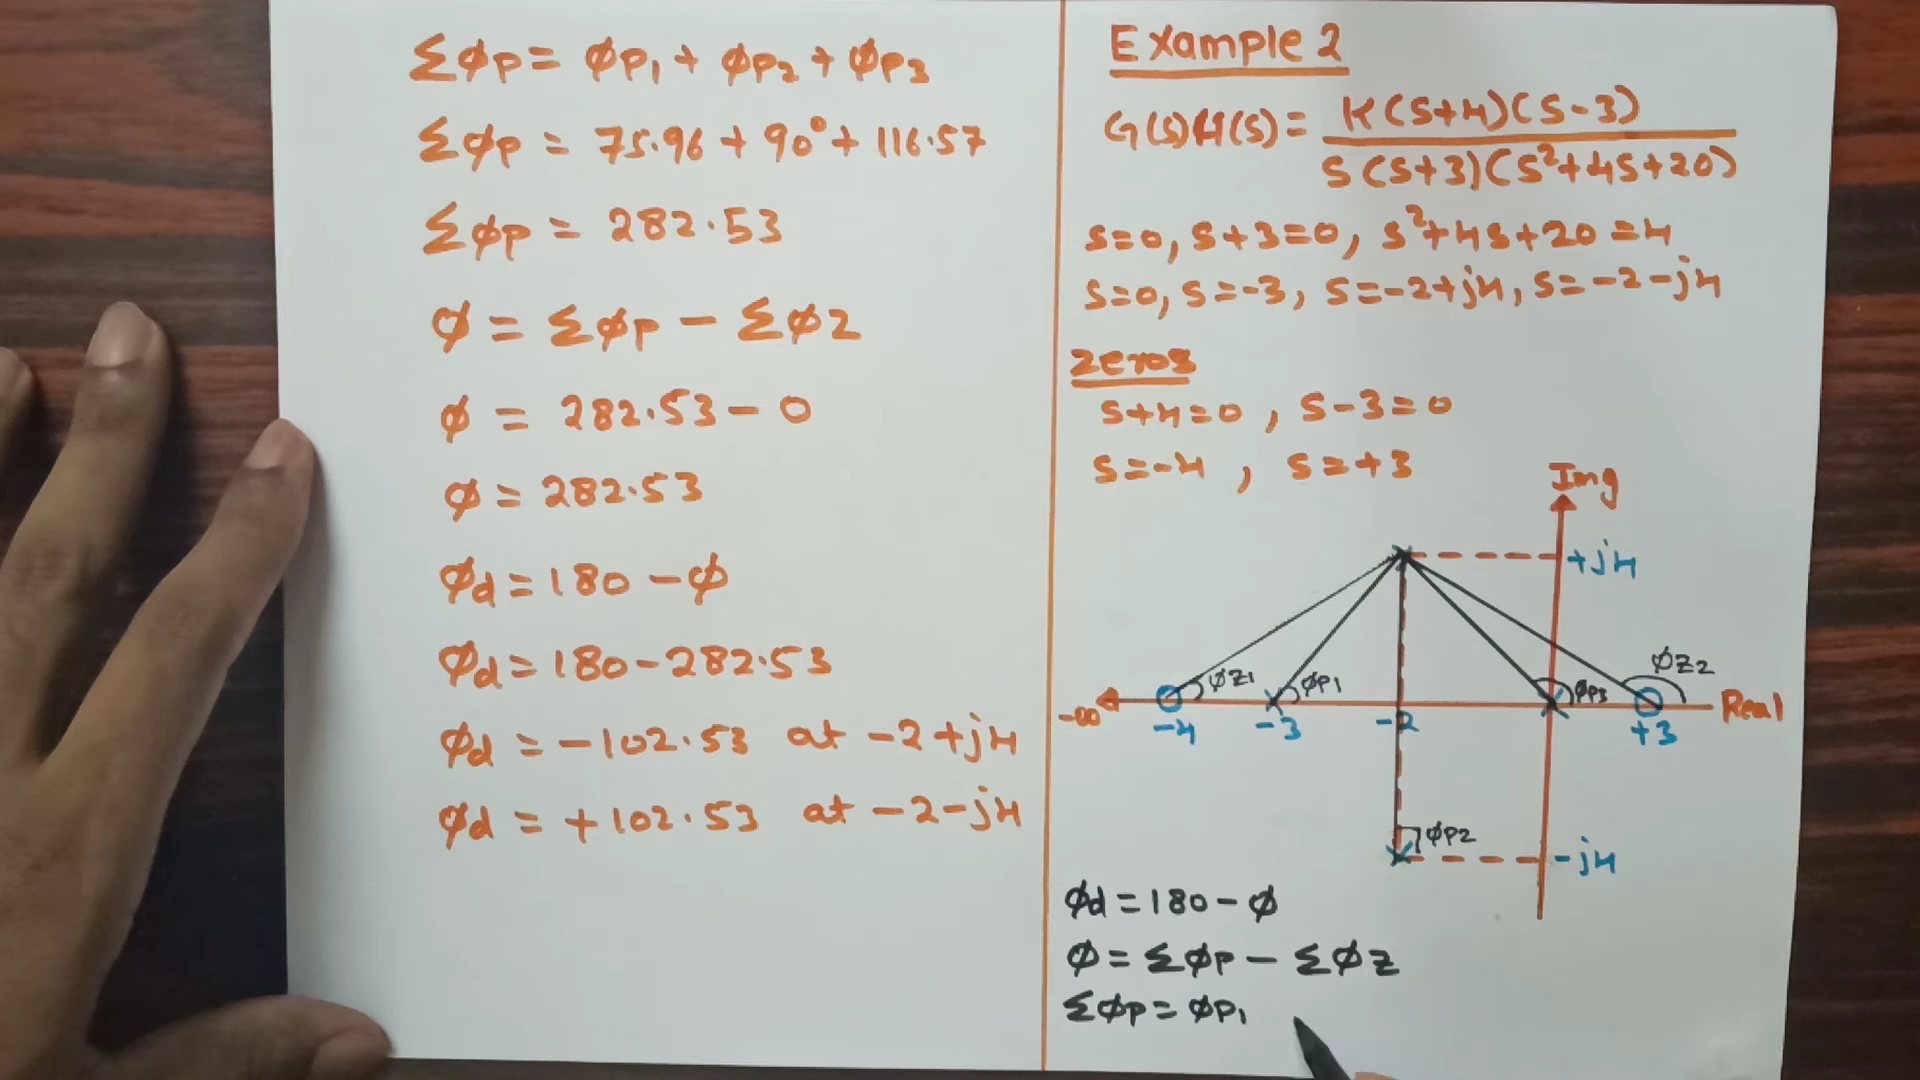 Σφp = φp₁ + φp₂ + φp₃
Σφp = 75.96 + 90° + 116.57
Σφp = 282.53
φ = Σφp - Σφz
φ = 282.53 - 0
φ = 282.53
φd = 180 - φ
φd = 180 - 282.53
φd = -102.53 at -2+j4
φd = +102.53 at -2-j4
Example 2
G(s)H(s) = K(s+4)(s-3)
s(s+3)(s²+4s+20)
s=0, s+3=0, s²+4s+20=4
s=0, s=-3, s=-2+j4, s=-2-j4
zeros
s+4=0 , s-3=0
s=-4 , s=+3
Img
+j4
φz₁ φp₁ φp₃ φz₂
-∞ Real
-4 -3 -2 +3
φp₂
-j4
φd = 180 - φ
φ = Σφp - Σφz
Σφp = φp₁